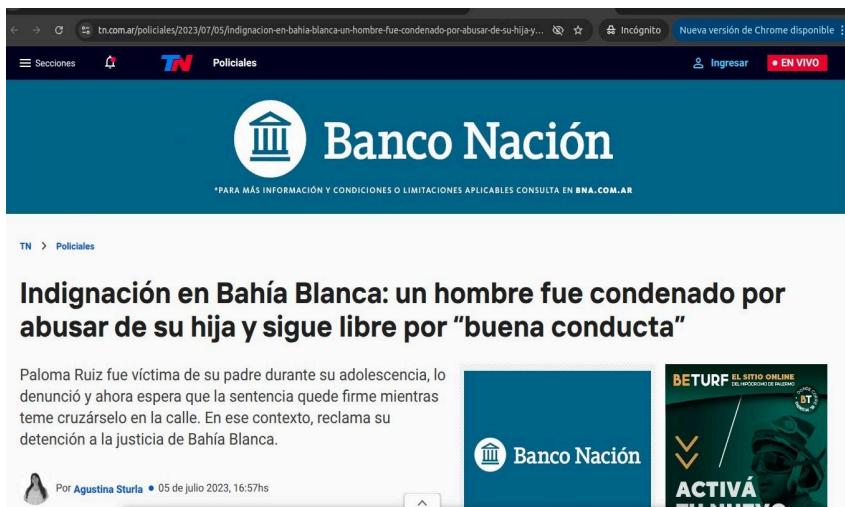 tn.com.ar/policiales/2023/07/05/indignacion-en-bahia-blanca-un-hombre-fue-condenado-por-abusar-de-su-hija-y... Incógnito Nueva versión de Chrome disponible
Secciones TN Policiales Ingresar EN VIVO
Banco Nación
*PARA MÁS INFORMACIÓN Y CONDICIONES O LIMITACIONES APLICABLES CONSULTA EN BNA.COM.AR
TN > Policiales
Indignación en Bahía Blanca: un hombre fue condenado por
abusar de su hija y sigue libre por “buena conducta”
Paloma Ruiz fue víctima de su padre durante su adolescencia, lo
denunció y ahora espera que la sentencia quede firme mientras
teme cruzárselo en la calle. En ese contexto, reclama su
detención a la justicia de Bahía Blanca.
Por Agustina Sturla • 05 de julio 2023, 16:57hs
Banco Nación
BETURF EL SITIO ONLINE
DEL HIPÓDROMO DE PALERMO
BT
ACTIVÁ
TU NUEVO